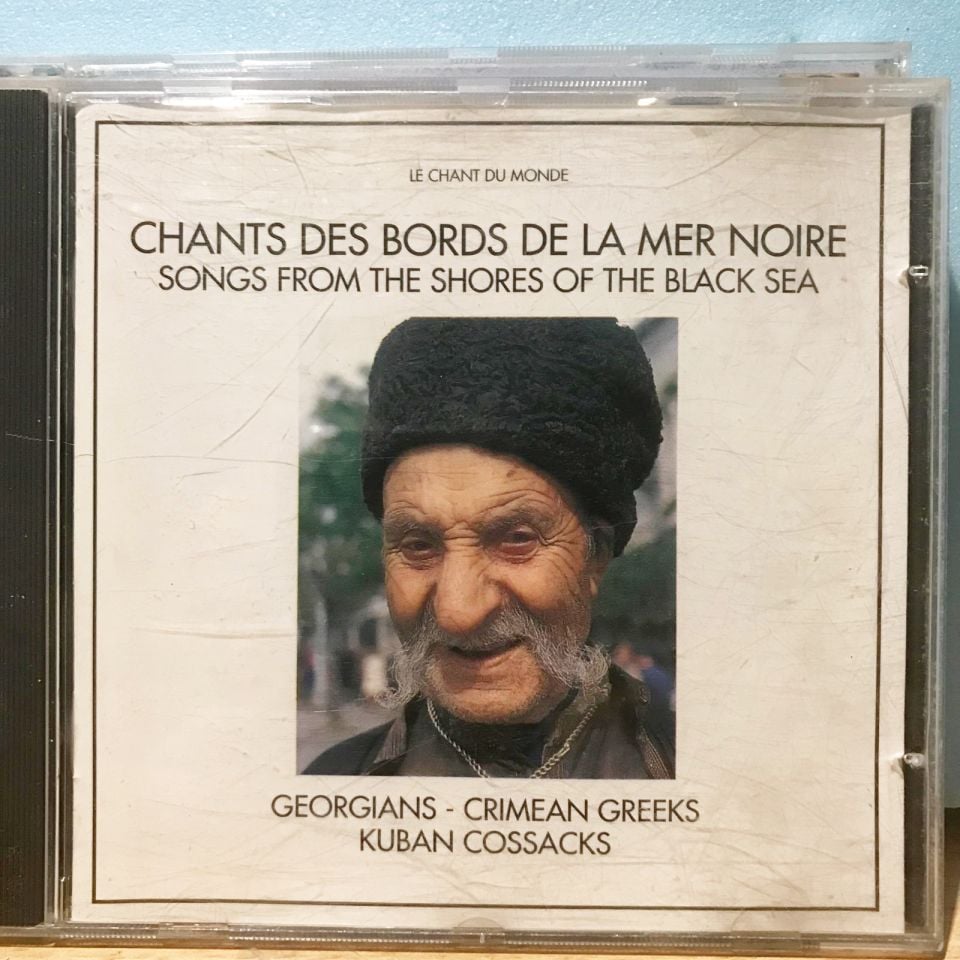 LE CHANT DU MONDE
CHANTS DES BORDS DE LA MER NOIRE
SONGS FROM THE SHORES OF THE BLACK SEA
GEORGIANS - CRIMEAN GREEKS
KUBAN COSSACKS